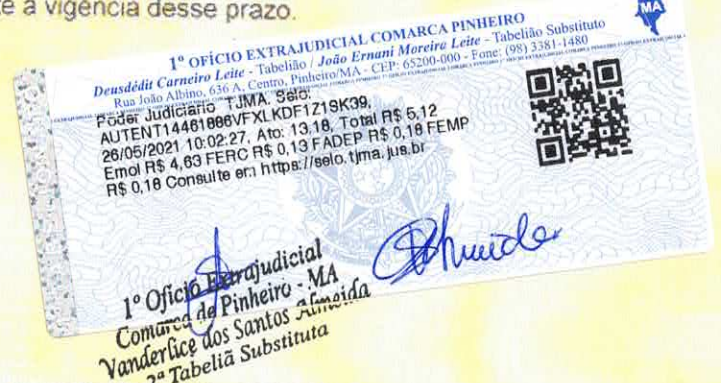 te a vigência desse prazo.
MA
1º OFÍCIO EXTRAJUDICIAL COMARCA PINHEIRO
Deusdédit Carneiro Leite - Tabelião / João Ernani Moreira Leite - Tabelião Substituto
Rua João Albino, 636 A, Centro, Pinheiro/MA - CEP: 65200-000 - Fone: (98) 3381-1480
Poder Judiciário TJMA. Selo:
AUTENT14461886VFXLKDF1Z1SK39,
26/05/2021 10:02:27, Ato: 13.18, Total R$ 5,12
Emol R$ 4,63 FERC R$ 0,13 FADEP R$ 0,18 FEMP
R$ 0,18 Consulte em https://selo.tjma.jus.br
1º Ofício Extrajudicial
Comarca de Pinheiro - MA
Vanderlice dos Santos Almeida
2ª Tabeliã Substituta